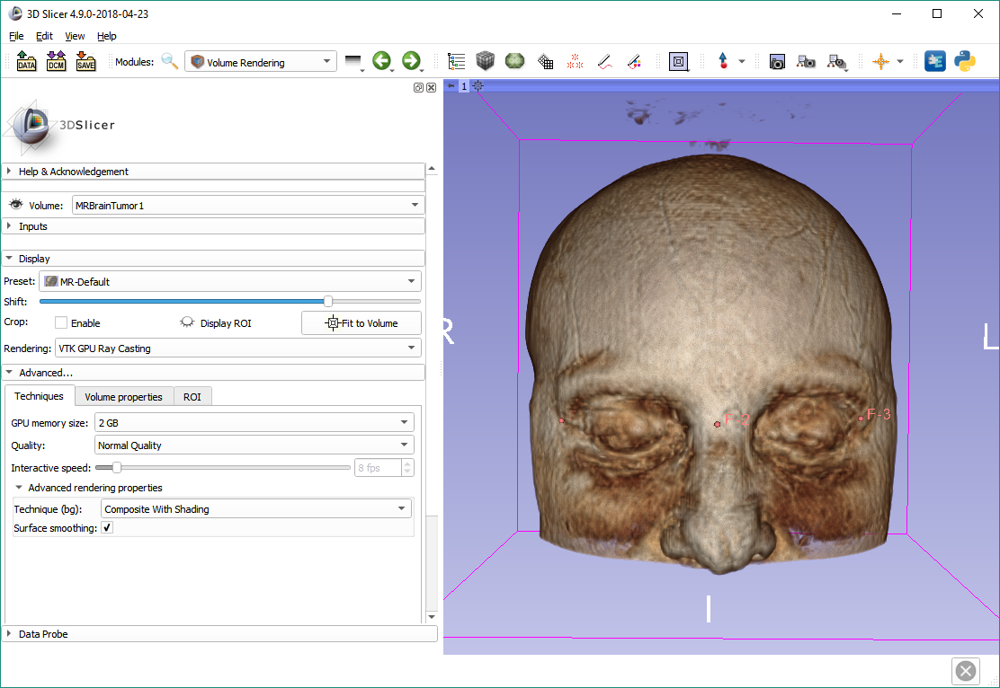 3D Slicer 4.9.0-2018-04-23
File Edit View Help
DATA DCM SAVE Modules: Volume Rendering
1
3DSlicer
Help & Acknowledgement
Volume: MRBrainTumor1
Inputs
Display
Preset: MR-Default
Shift:
Crop: Enable Display ROI Fit to Volume
Rendering: VTK GPU Ray Casting
Advanced...
Techniques Volume properties ROI
GPU memory size: 2 GB
Quality: Normal Quality
Interactive speed: 8 fps
Advanced rendering properties
Technique (bg): Composite With Shading
Surface smoothing:
Data Probe
R
L
F-2
F-3
I